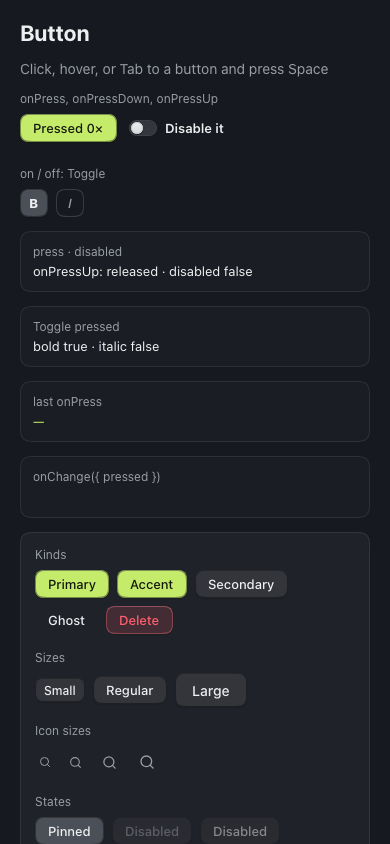 Button
Click, hover, or Tab to a button and press Space
onPress, onPressDown, onPressUp
Pressed 0× Disable it
on / off: Toggle
B I
press · disabled
onPressUp: released · disabled false
Toggle pressed
bold true · italic false
last onPress
—
onChange({ pressed })
Kinds
Primary Accent Secondary
Ghost Delete
Sizes
Small Regular Large
Icon sizes
States
Pinned Disabled Disabled